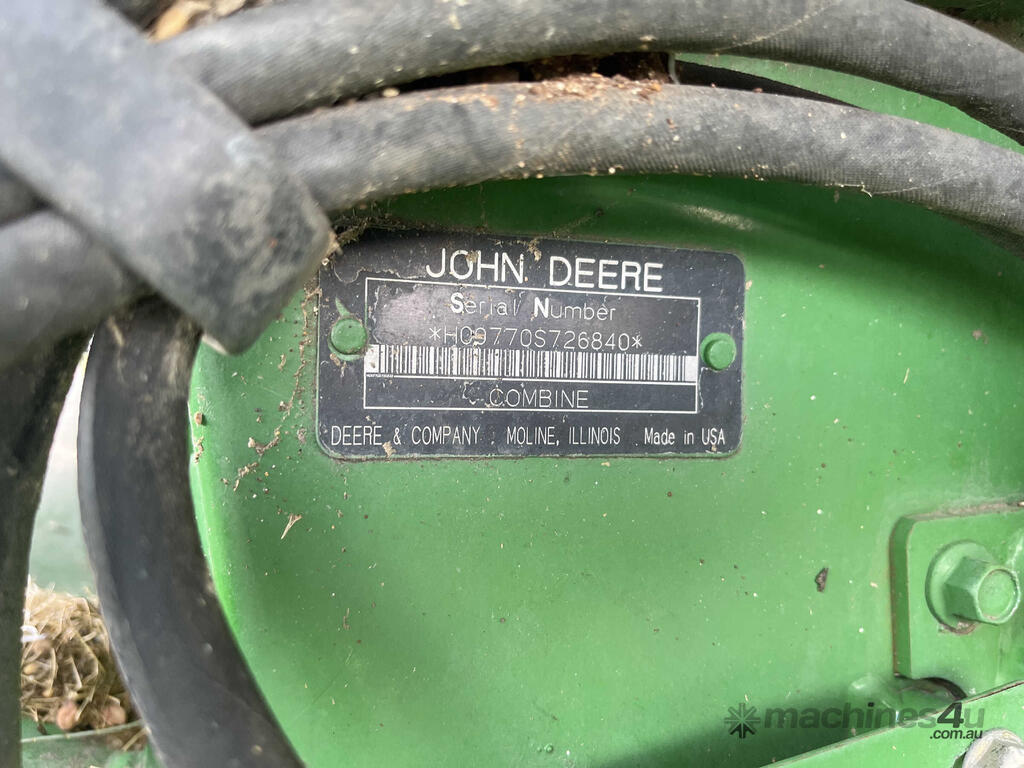 JOHN DEERE
Serial Number
*H09770S726840*
COMBINE
DEERE & COMPANY MOLINE, ILLINOIS Made in USA
machines4u
.com.au